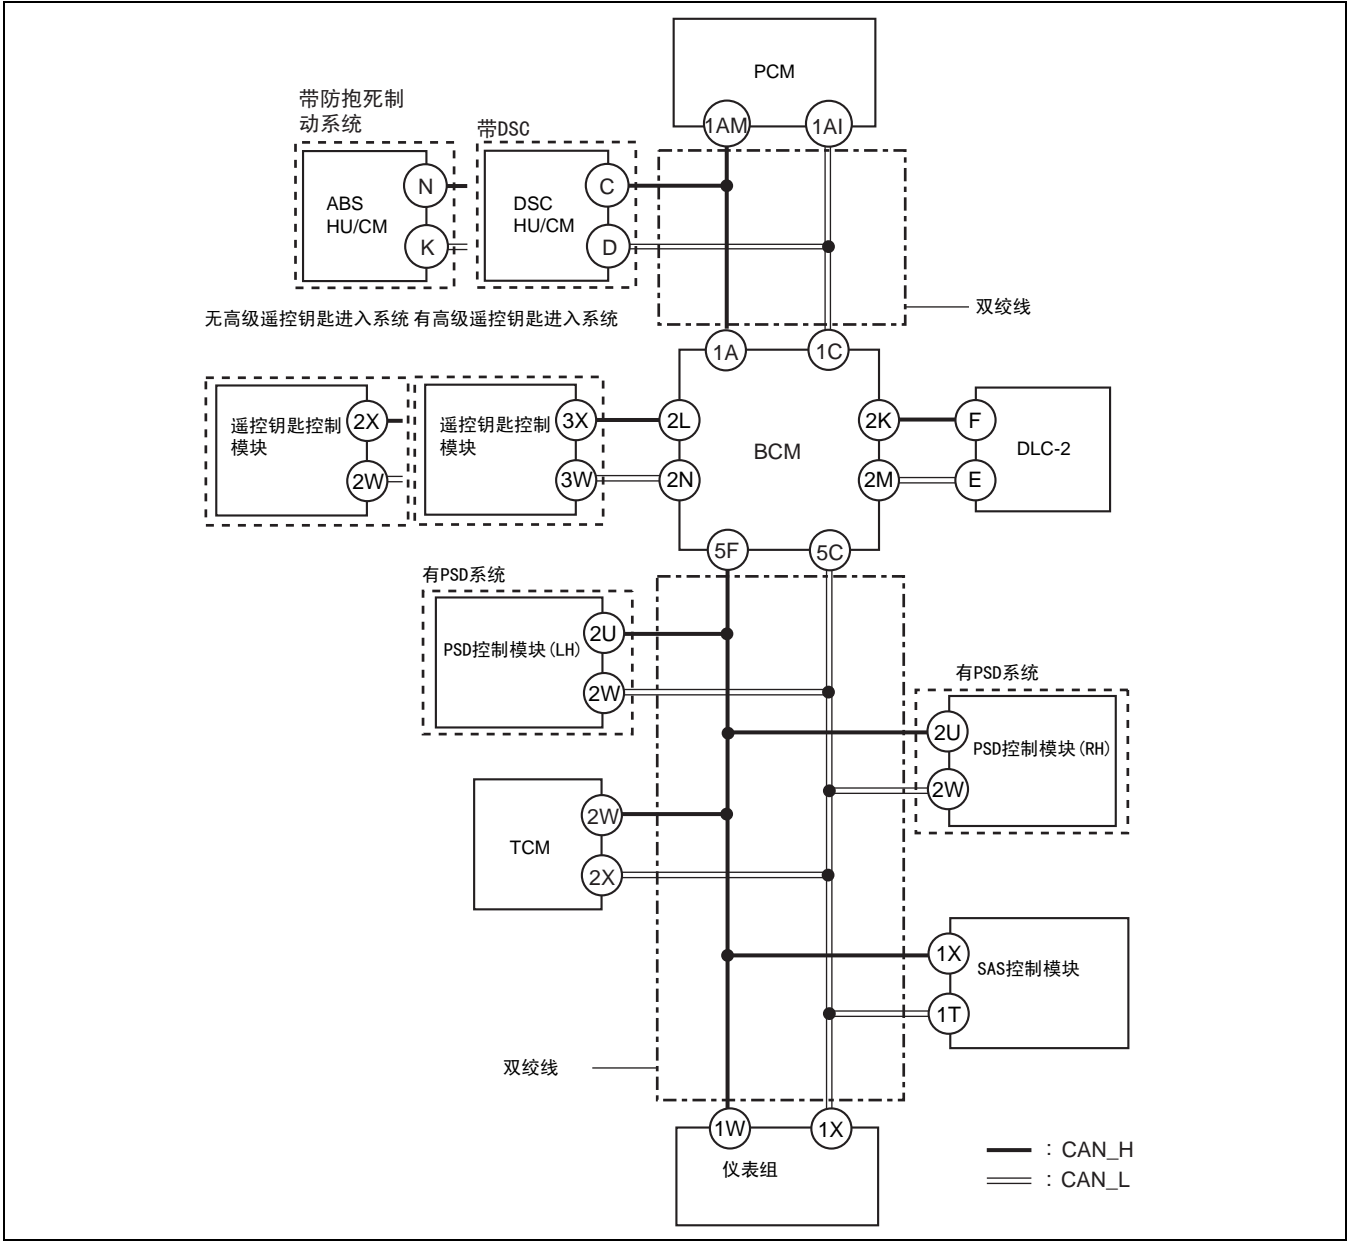 PCM
1AM
1AI
带防抱死制
动系统
带DSC
ABS
HU/CM
N
K
DSC
HU/CM
C
D
双绞线
无高级遥控钥匙进入系统
有高级遥控钥匙进入系统
1A
1C
遥控钥匙控制
模块
2X
2W
遥控钥匙控制
模块
3X
3W
2L
2N
BCM
2K
2M
F
E
DLC-2
5F
5C
有PSD系统
PSD控制模块(LH)
2U
2W
有PSD系统
2U
2W
PSD控制模块(RH)
TCM
2W
2X
1X
1T
SAS控制模块
双绞线
1W
1X
仪表组
: CAN_H
: CAN_L